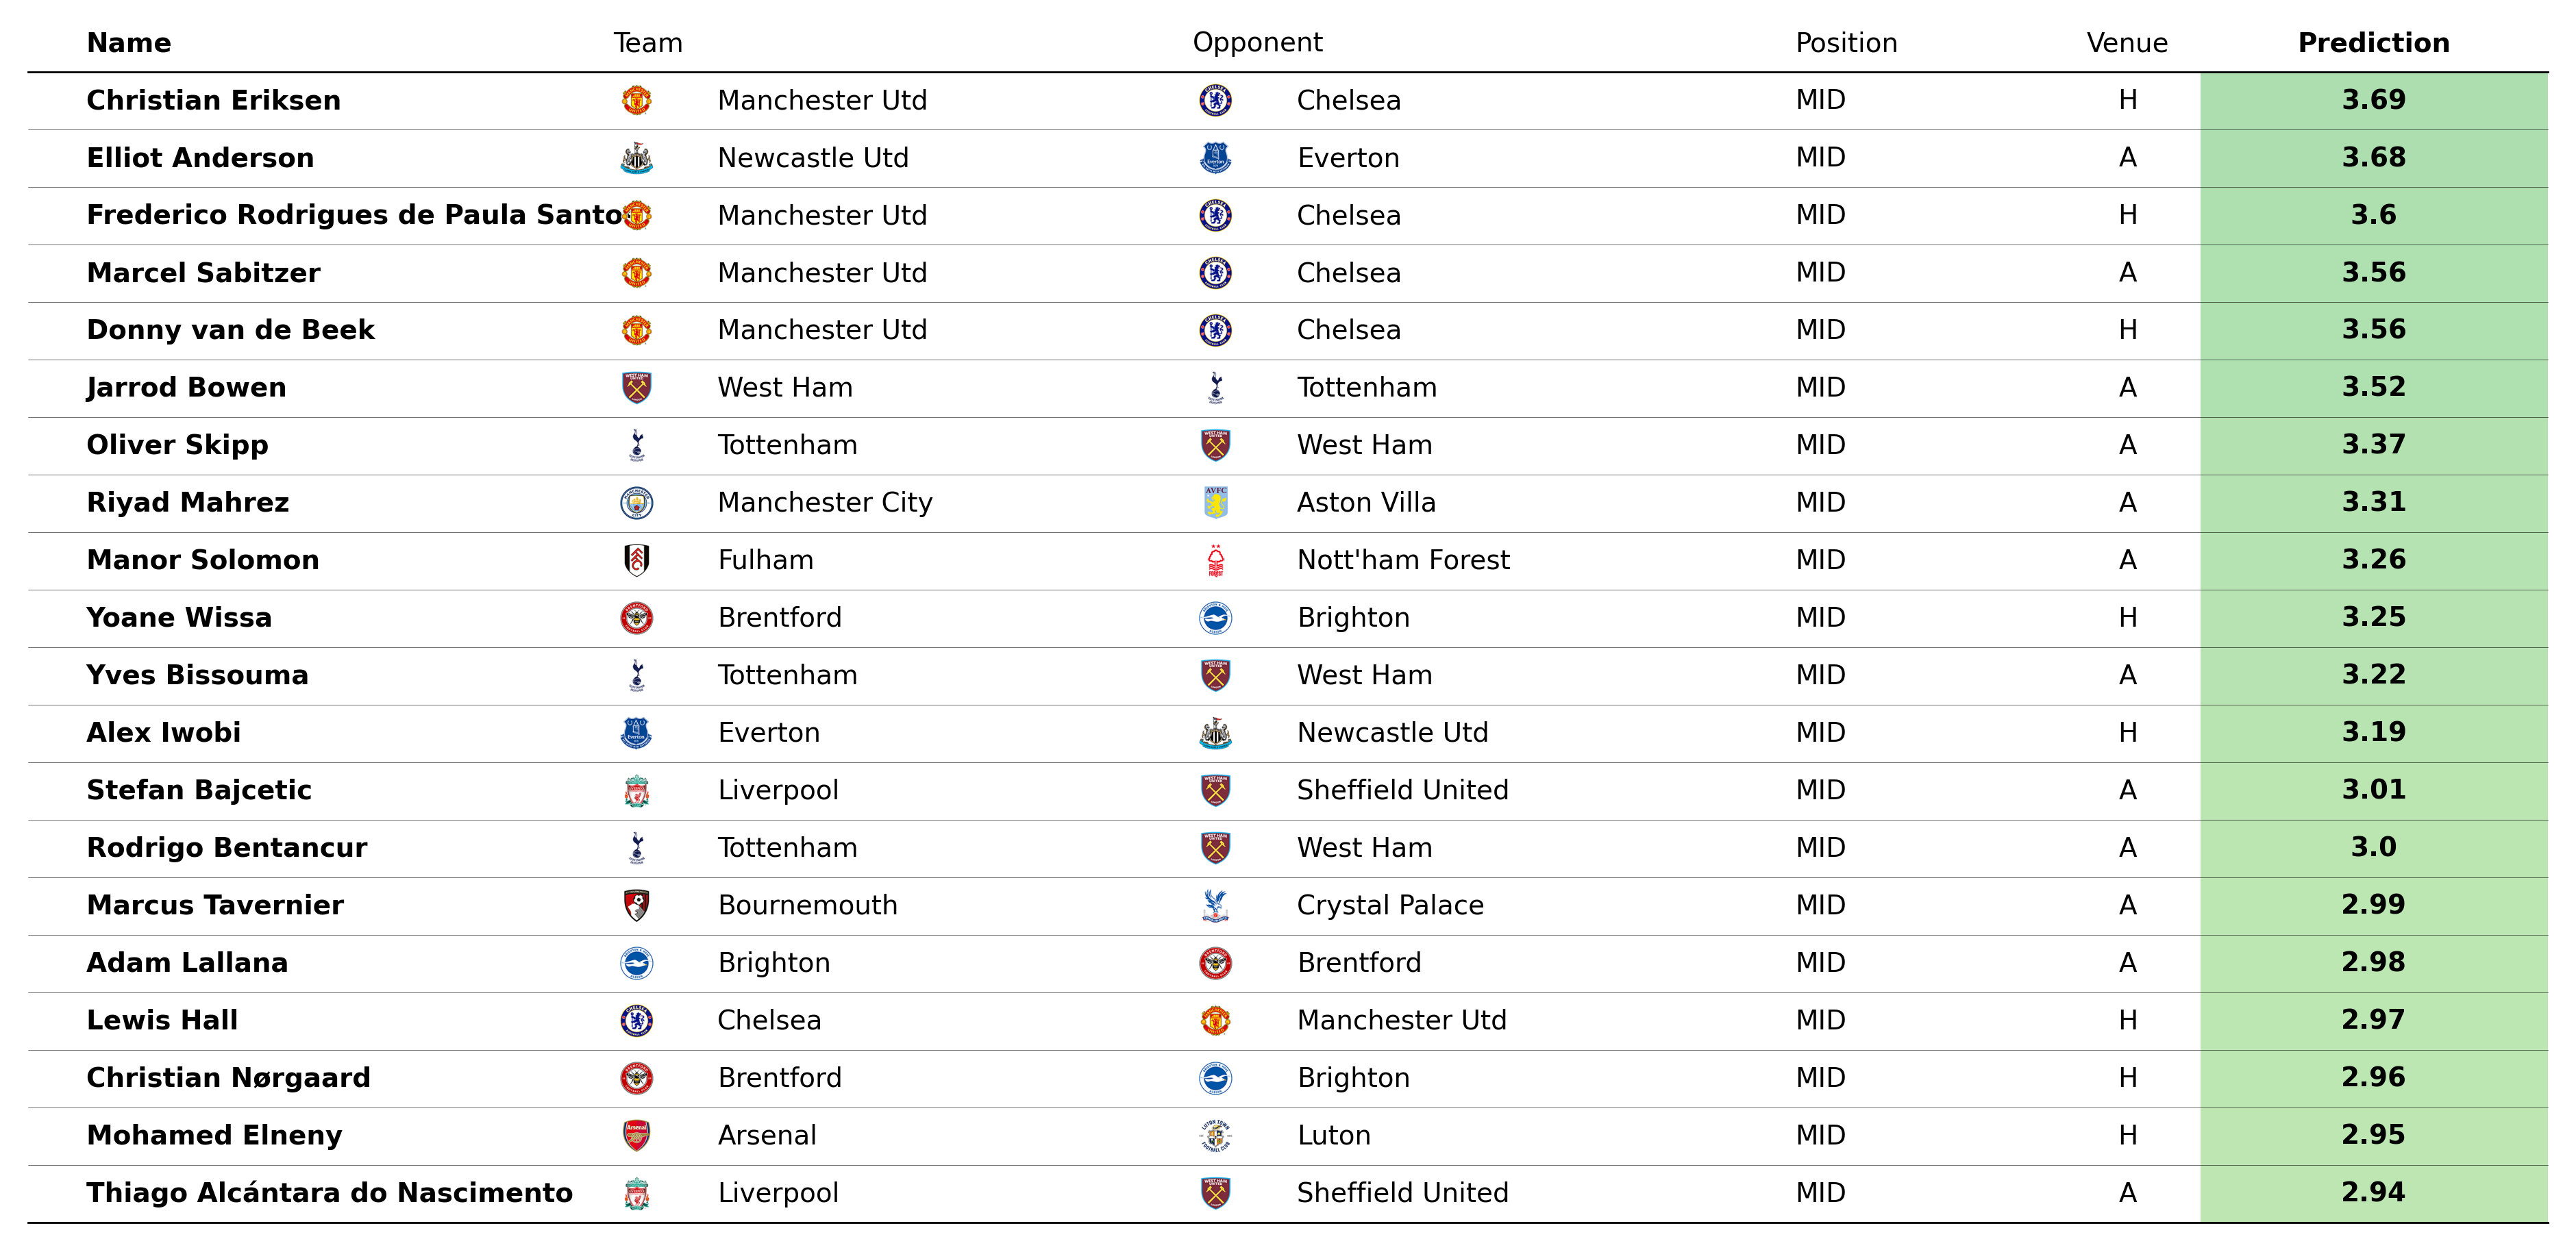 Name Team Opponent Position Venue Prediction
Christian Eriksen Manchester Utd Chelsea MID H 3.69
Elliot Anderson Newcastle Utd Everton MID A 3.68
Frederico Rodrigues de Paula Santo Manchester Utd Chelsea MID H 3.6
Marcel Sabitzer Manchester Utd Chelsea MID A 3.56
Donny van de Beek Manchester Utd Chelsea MID H 3.56
Jarrod Bowen West Ham Tottenham MID A 3.52
Oliver Skipp Tottenham West Ham MID A 3.37
Riyad Mahrez Manchester City Aston Villa MID A 3.31
Manor Solomon Fulham Nott'ham Forest MID A 3.26
Yoane Wissa Brentford Brighton MID H 3.25
Yves Bissouma Tottenham West Ham MID A 3.22
Alex Iwobi Everton Newcastle Utd MID H 3.19
Stefan Bajcetic Liverpool Sheffield United MID A 3.01
Rodrigo Bentancur Tottenham West Ham MID A 3.0
Marcus Tavernier Bournemouth Crystal Palace MID A 2.99
Adam Lallana Brighton Brentford MID A 2.98
Lewis Hall Chelsea Manchester Utd MID H 2.97
Christian Nørgaard Brentford Brighton MID H 2.96
Mohamed Elneny Arsenal Luton MID H 2.95
Thiago Alcántara do Nascimento Liverpool Sheffield United MID A 2.94